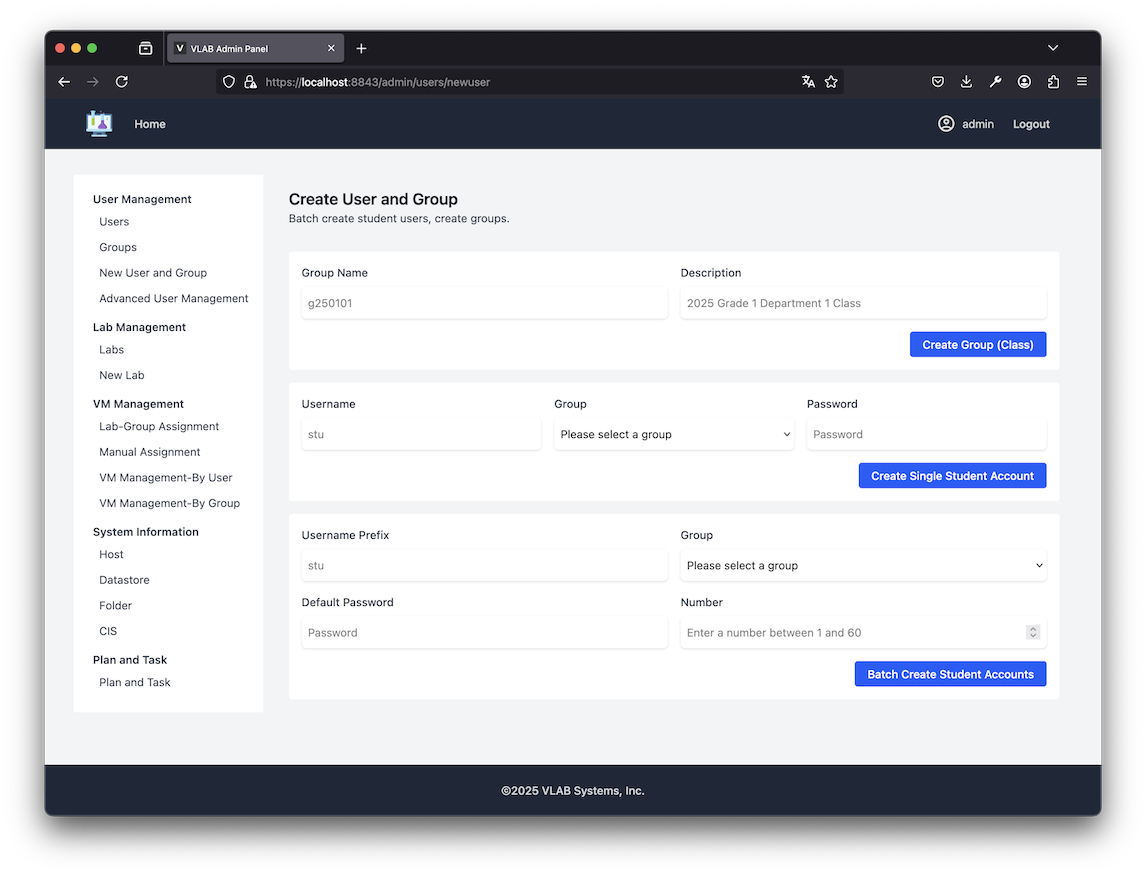 V VLAB Admin Panel
https://localhost:8843/admin/users/newuser
Home
admin
Logout
User Management
Users
Groups
New User and Group
Advanced User Management
Lab Management
Labs
New Lab
VM Management
Lab-Group Assignment
Manual Assignment
VM Management-By User
VM Management-By Group
System Information
Host
Datastore
Folder
CIS
Plan and Task
Plan and Task
Create User and Group
Batch create student users, create groups.
Group Name
Description
g250101
2025 Grade 1 Department 1 Class
Create Group (Class)
Username
Group
Password
stu
Please select a group
Password
Create Single Student Account
Username Prefix
Group
stu
Please select a group
Default Password
Number
Password
Enter a number between 1 and 60
Batch Create Student Accounts
©2025 VLAB Systems, Inc.